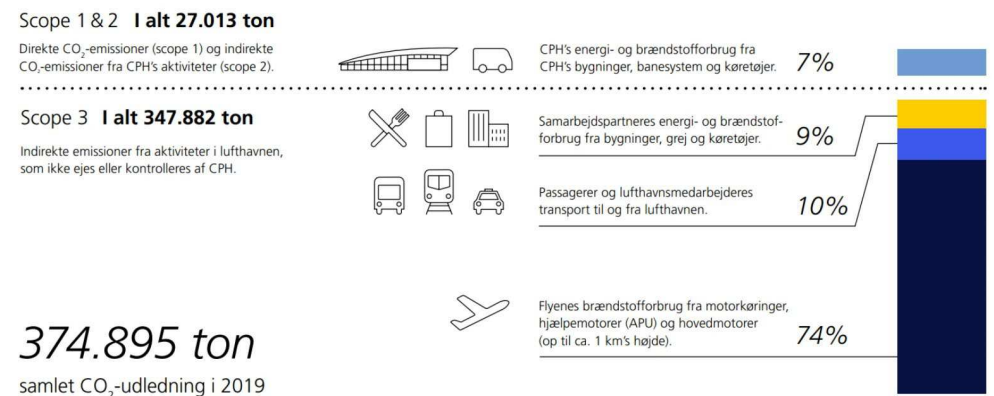 Scope 1 & 2 I alt 27.013 ton
Direkte CO₂-emissioner (scope 1) og indirekte
CO₂-emissioner fra CPH's aktiviteter (scope 2).
CPH's energi- og brændstofforbrug fra
CPH's bygninger, banesystem og køretøjer.
7%
Scope 3 I alt 347.882 ton
Indirekte emissioner fra aktiviteter i lufthavnen,
som ikke ejes eller kontrolleres af CPH.
Samarbejdspartneres energi- og brændstof-
forbrug fra bygninger, grej og køretøjer.
9%
Passagerer og lufthavnsmedarbejderes
transport til og fra lufthavnen.
10%
Flyenes brændstofforbrug fra motorkøringer,
hjælpemotorer (APU) og hovedmotorer
(op til ca. 1 km's højde).
74%
374.895 ton
samlet CO₂-udledning i 2019